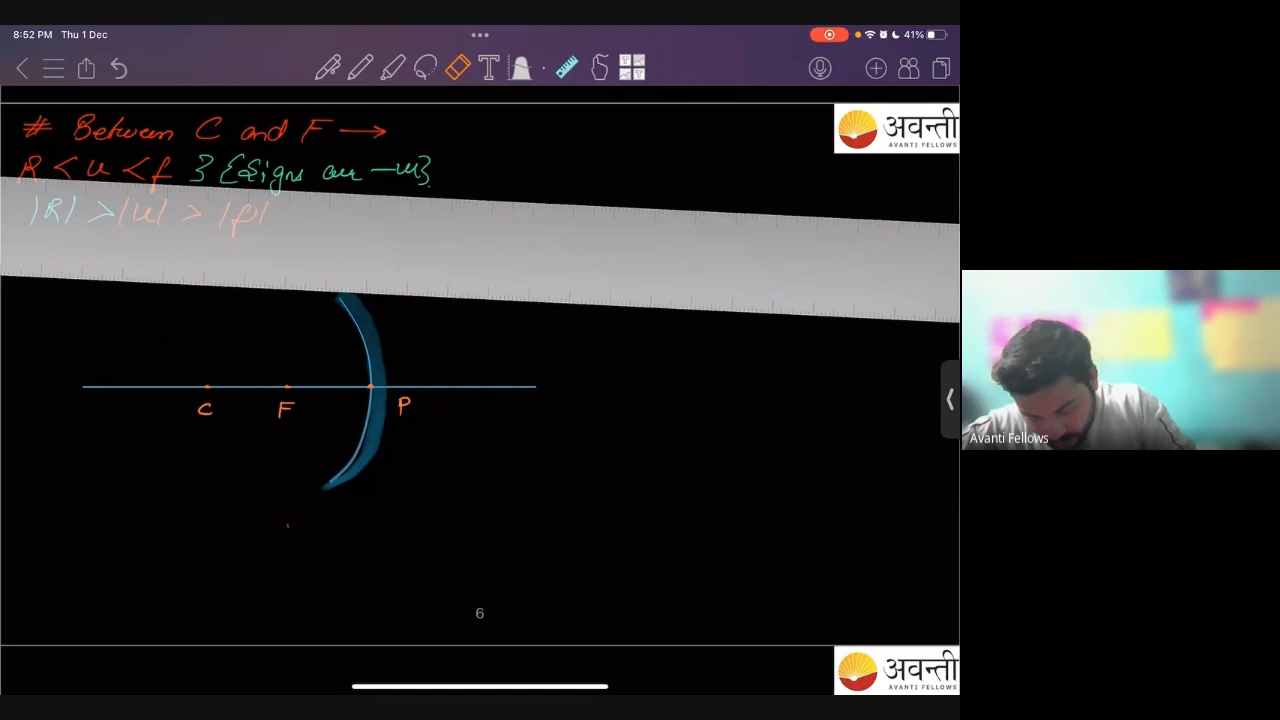 8:52 PM Thu 1 Dec
41%
# Between C and F →
अवन्ती
AVANTI FELLOWS
R < u < f } {Signs are -ve}
|R| > |u| > |f|
C F P
Avanti Fellows
6
अवन्ती
AVANTI FELLOWS